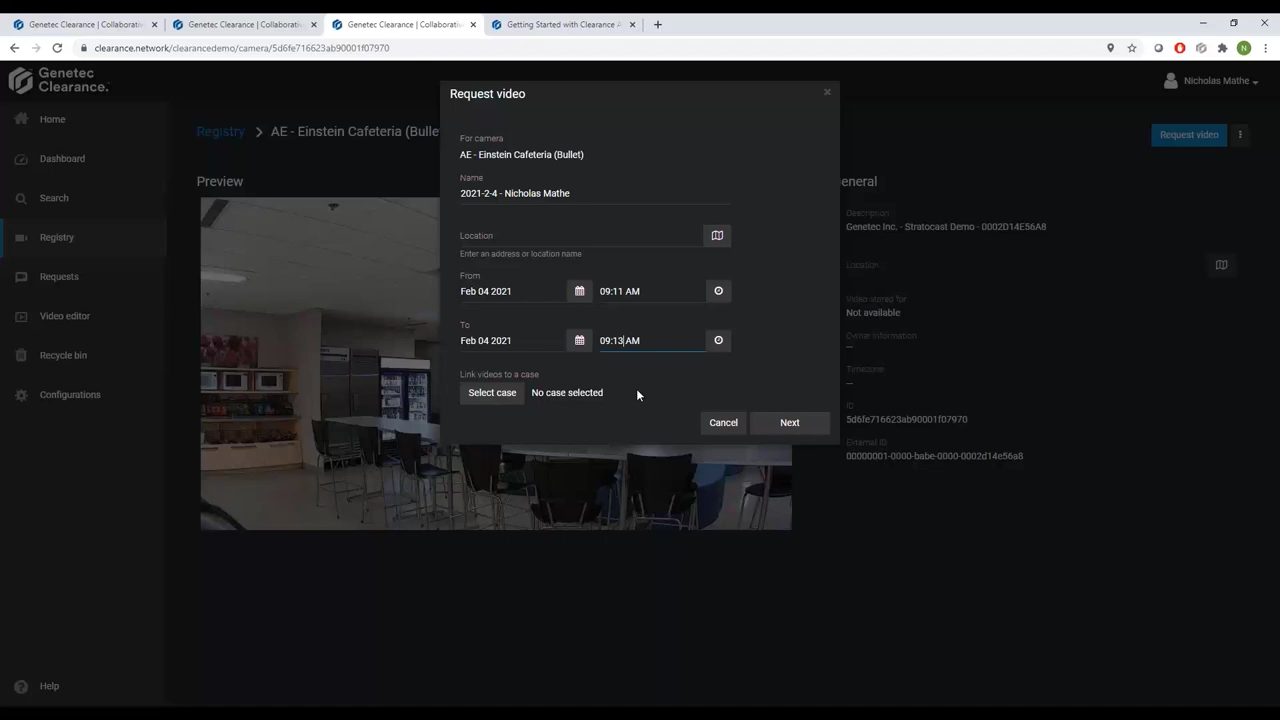 Genetec Clearance | Collaborativ
Genetec Clearance | Collaborativ
Genetec Clearance | Collaborativ
Getting Started with Clearance A
clearance.network/clearancedemo/camera/5d6fe716623ab90001f07970
N
Genetec
Clearance.
Nicholas Mathe
Home
Dashboard
Search
Registry
Requests
Video editor
Recycle bin
Configurations
Help
Registry > AE - Einstein Cafeteria (Bullet
Request video
Preview
Request video
For camera
AE - Einstein Cafeteria (Bullet)
Name
2021-2-4 - Nicholas Mathe
Location
Enter an address or location name
From
Feb 04 2021 09:11 AM
To
Feb 04 2021 09:13 AM
Link videos to a case
Select case No case selected
Cancel Next
General
Description
Genetec Inc. - Stratocast Demo - 0002D14E56A8
Location
Video stored for
Not available
Owner information
—
Timezone
—
ID
5d6fe716623ab90001f07970
External ID
00000001-0000-babe-0000-0002d14e56a8